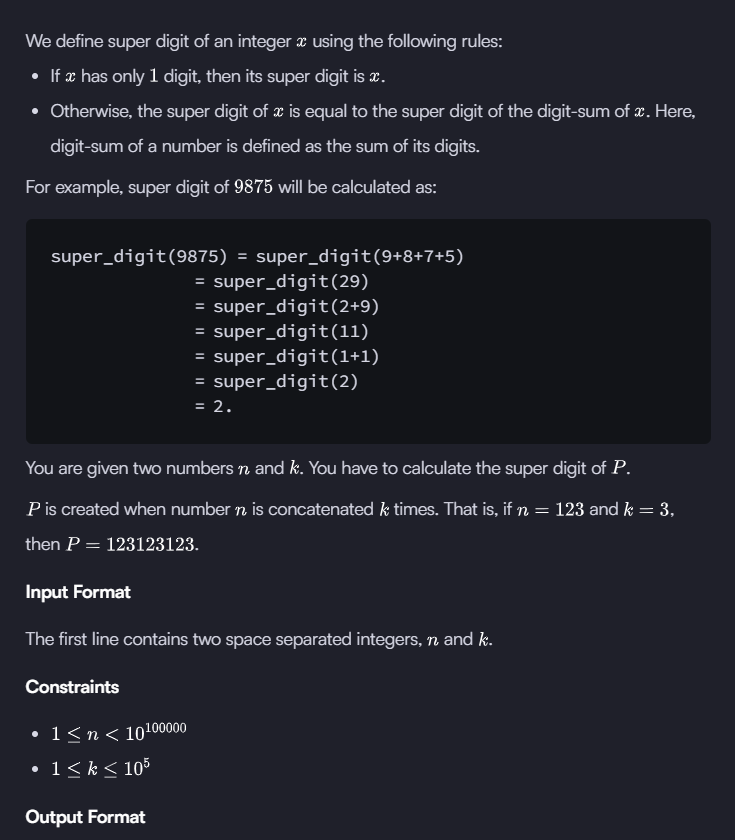 We define super digit of an integer x using the following rules:
• If x has only 1 digit, then its super digit is x.
• Otherwise, the super digit of x is equal to the super digit of the digit-sum of x. Here,
digit-sum of a number is defined as the sum of its digits.
For example, super digit of 9875 will be calculated as:
super_digit(9875) = super_digit(9+8+7+5)
= super_digit(29)
= super_digit(2+9)
= super_digit(11)
= super_digit(1+1)
= super_digit(2)
= 2.
You are given two numbers n and k. You have to calculate the super digit of P.
P is created when number n is concatenated k times. That is, if n = 123 and k = 3,
then P = 123123123.
Input Format
The first line contains two space separated integers, n and k.
Constraints
• 1 ≤ n < 10^100000
• 1 ≤ k ≤ 10^5
Output Format